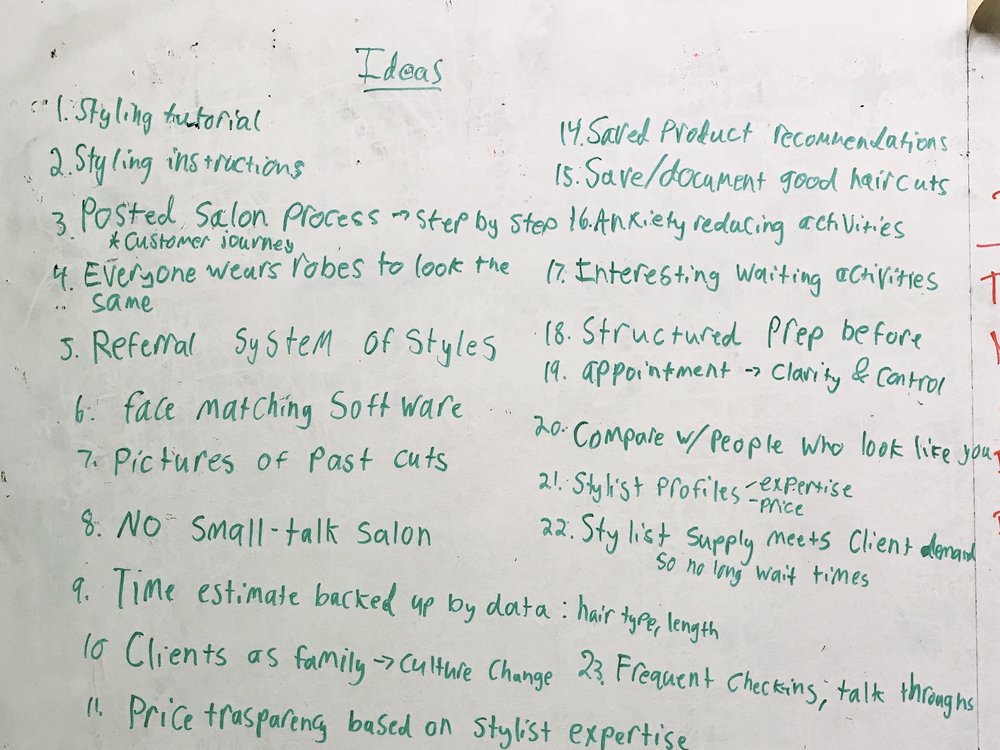 Ideas
1. Styling tutorial
2. Styling instructions
3. Posted Salon Process → Step by Step
* Customer journey
4. Everyone wears robes to look the
same
5. Referral System of Styles
6. face matching Software
7. Pictures of Past cuts
8. NO Small-talk Salon
9. Time estimate backed up by data : hair type, length
10 Clients as family → Culture Change
11. Price trasparency based on stylist expertise
14. Saved Product recommendations
15. Save/document good haircuts
16. Anxiety reducing activities
17. Interesting waiting activities
18. Structured Prep before
19. appointment → Clarity & Control
20. Compare w/ People who look like you
21. Stylist Profiles - expertise
- price
22. Stylist Supply meets Client demand
So no long wait times
23. Frequent Checking, talk throughs